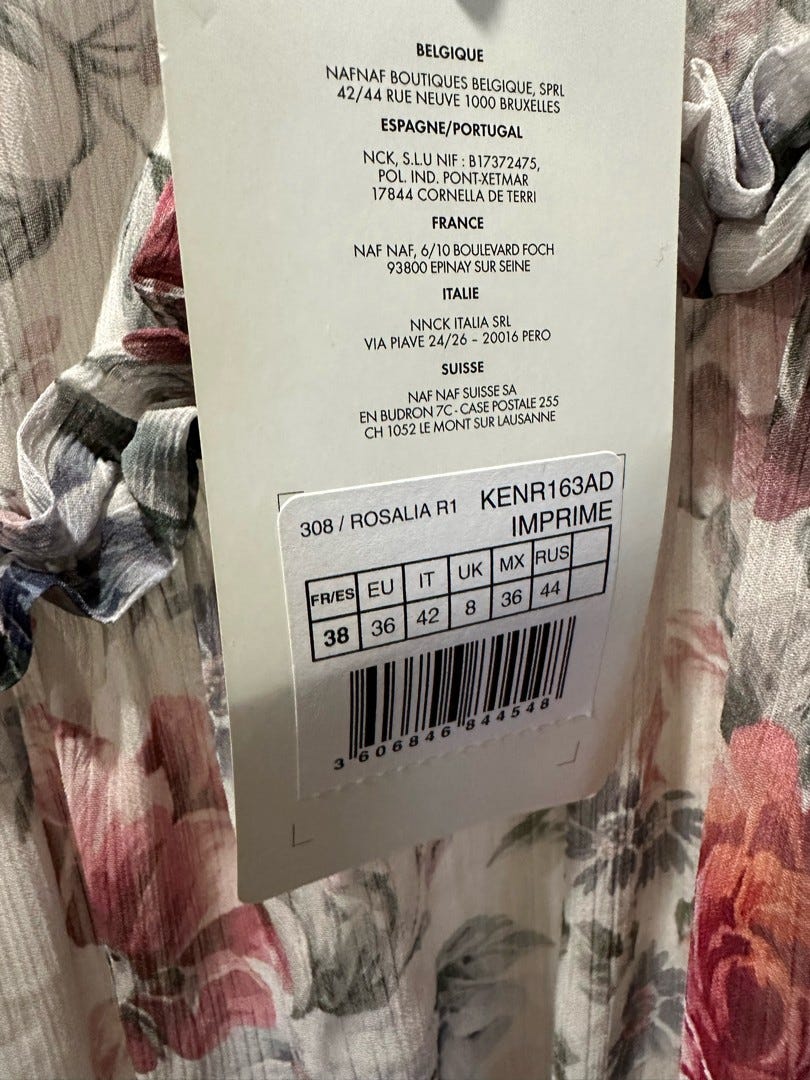 BELGIQUE
NAFNAF BOUTIQUES BELGIQUE, SPRL
42/44 RUE NEUVE 1000 BRUXELLES
ESPAGNE/PORTUGAL
NCK, S.L.U NIF : B17372475,
POL. IND. PONT-XETMAR
17844 CORNELLA DE TERRI
FRANCE
NAF NAF, 6/10 BOULEVARD FOCH
93800 EPINAY SUR SEINE
ITALIE
NNCK ITALIA SRL
VIA PIAVE 24/26 - 20016 PERO
SUISSE
NAF NAF SUISSE SA
EN BUDRON 7C - CASE POSTALE 255
CH 1052 LE MONT SUR LAUSANNE
308 / ROSALIA R1 KENR163AD
IMPRIME
FR/ES EU IT UK MX RUS
38 36 42 8 36 44
3 606846 844548